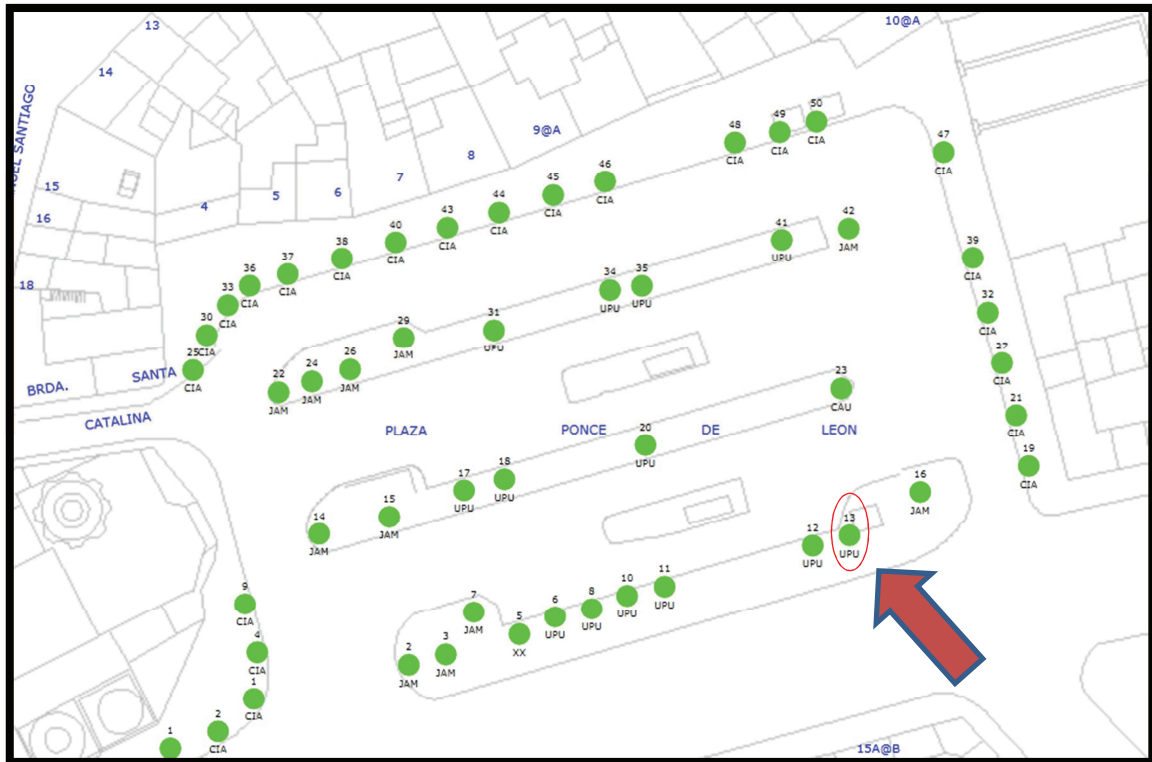 13
10@A
14
50
CIA
49
CIA
48
CIA
9@A
47
CIA
8
46
CIA
7
45
CIA
15
5
6
44
CIA
16
4
43
CIA
42
JAM
40
CIA
41
UPU
38
CIA
39
CIA
37
CIA
36
CIA
18
33
CIA
34
UPU
35
UPU
32
CIA
30
CIA
31
UPU
29
JAM
25
CIA
27
CIA
26
JAM
24
JAM
22
JAM
BRDA. SANTA
CATALINA
23
CAU
21
CIA
PLAZA PONCE DE LEON
20
UPU
19
CIA
18
UPU
17
UPU
16
JAM
15
JAM
14
JAM
13
UPU
12
UPU
11
UPU
10
UPU
8
UPU
6
UPU
5
XX
7
JAM
3
JAM
2
JAM
9
CIA
4
CIA
1
CIA
2
CIA
1
15A@B
SANTIAGO